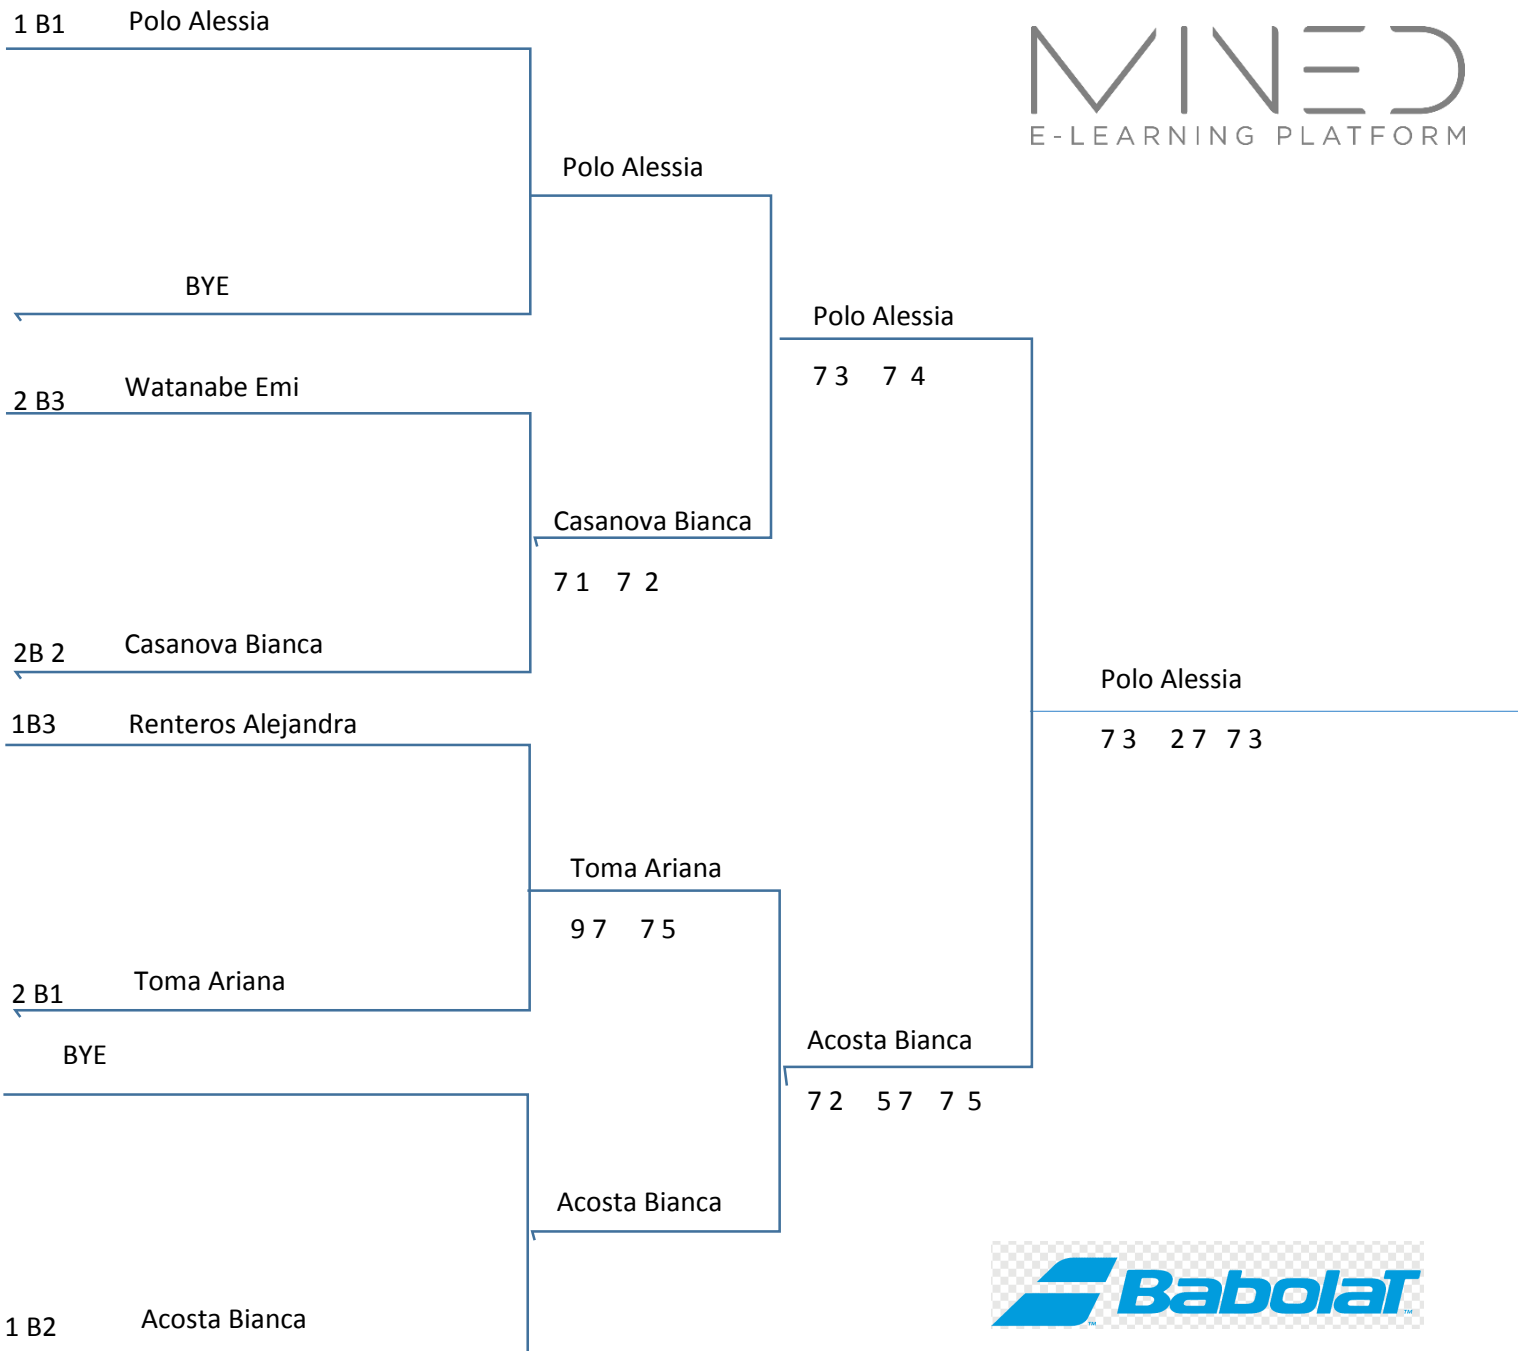 1 B1 Polo Alessia
MINED
E-LEARNING PLATFORM
Polo Alessia
BYE
Polo Alessia
7 3 7 4
2 B3 Watanabe Emi
Casanova Bianca
7 1 7 2
2B 2 Casanova Bianca
Polo Alessia
7 3 2 7 7 3
1B3 Renteros Alejandra
Toma Ariana
9 7 7 5
2 B1 Toma Ariana
BYE
Acosta Bianca
7 2 5 7 7 5
Acosta Bianca
Babolat
1 B2 Acosta Bianca